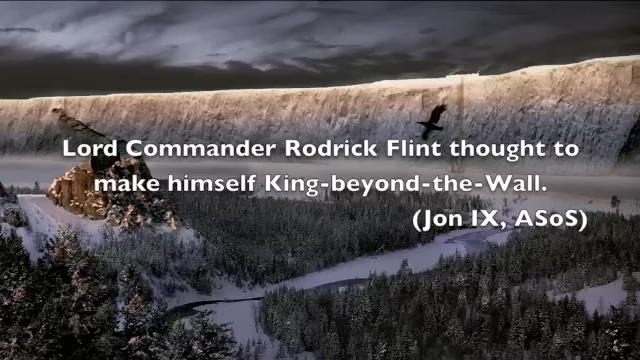 Lord Commander Rodrick Flint thought to
make himself King-beyond-the-Wall.
(Jon IX, ASoS)